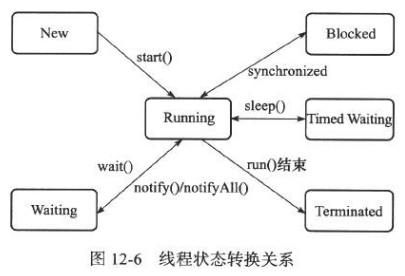 New
Blocked
start()
synchronized
sleep()
Running
Timed Waiting
wait()
run()结束
notify()/notifyAll()
Waiting
Terminated
图 12-6 线程状态转换关系